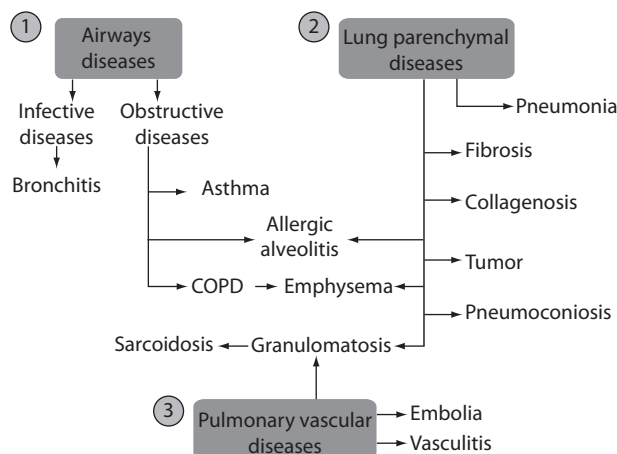 1
Airways
diseases
2
Lung parenchymal
diseases
Infective
diseases
Obstructive
diseases
Pneumonia
Bronchitis
Fibrosis
Asthma
Collagenosis
Allergic
alveolitis
Tumor
COPD
Emphysema
Pneumoconiosis
Sarcoidosis
Granulomatosis
3
Pulmonary vascular
diseases
Embolia
Vasculitis